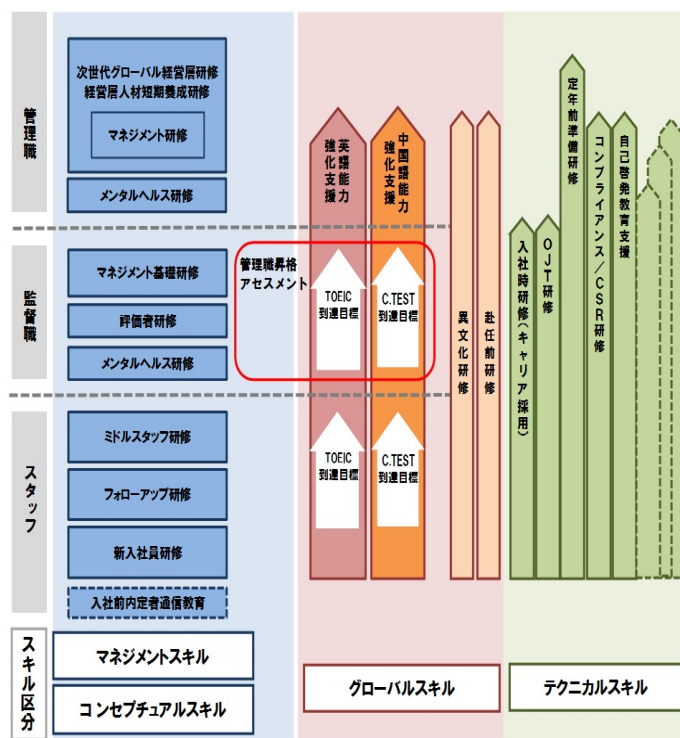 管理職
次世代グローバル経営層研修
経営層人材短期養成研修
マネジメント研修
メンタルヘルス研修
監督職
マネジメント基礎研修
評価者研修
メンタルヘルス研修
管理職昇格
アセスメント
スタッフ
ミドルスタッフ研修
フォローアップ研修
新入社員研修
入社前内定者通信教育
英語能力
強化支援
TOEIC
到達目標
TOEIC
到達目標
中国語能力
強化支援
C.TEST
到達目標
C.TEST
到達目標
異文化研修
赴任前研修
入社時研修(キャリア採用)
OJT研修
定年前準備研修
コンプライアンス/CSR研修
自己啓発教育支援
スキル区分
マネジメントスキル
コンセプチュアルスキル
グローバルスキル
テクニカルスキル